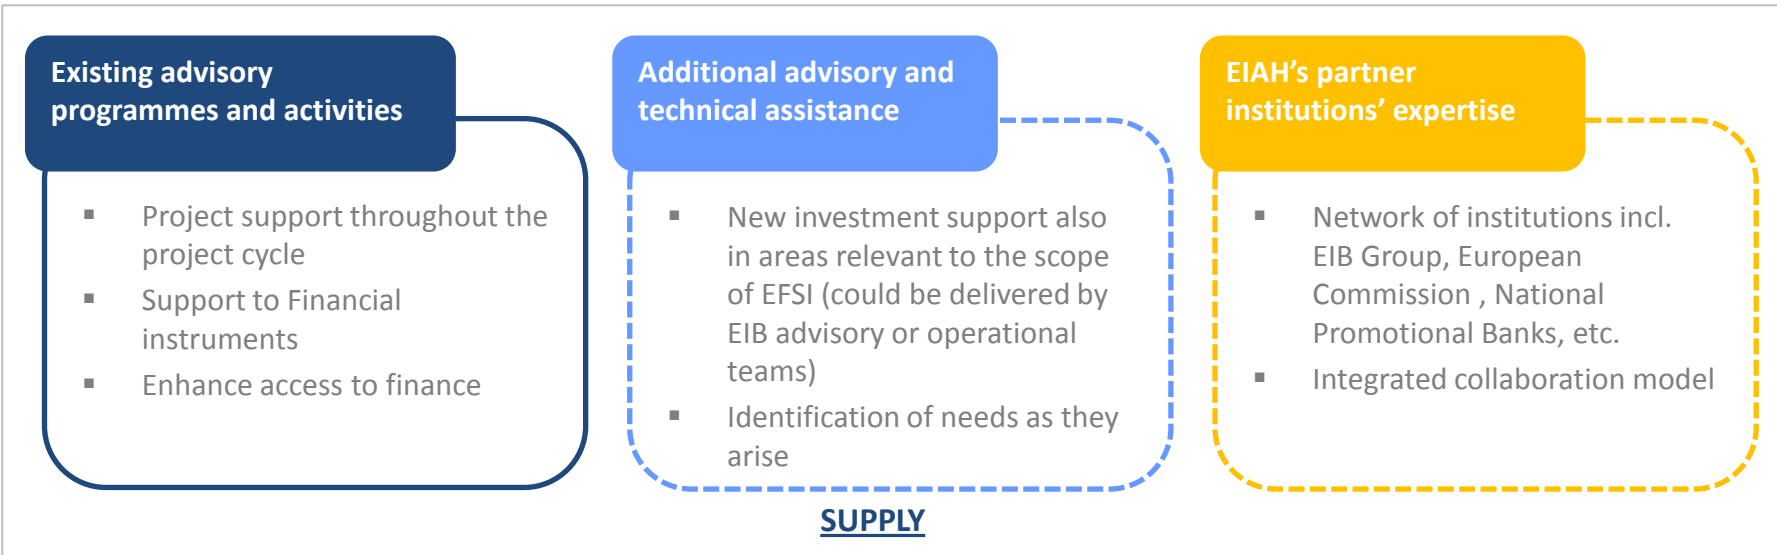 Existing advisory
programmes and activities
▪ Project support throughout the
project cycle
▪ Support to Financial
instruments
▪ Enhance access to finance
Additional advisory and
technical assistance
▪ New investment support also
in areas relevant to the scope
of EFSI (could be delivered by
EIB advisory or operational
teams)
▪ Identification of needs as they
arise
EIAH’s partner
institutions’ expertise
▪ Network of institutions incl.
EIB Group, European
Commission , National
Promotional Banks, etc.
▪ Integrated collaboration model
SUPPLY